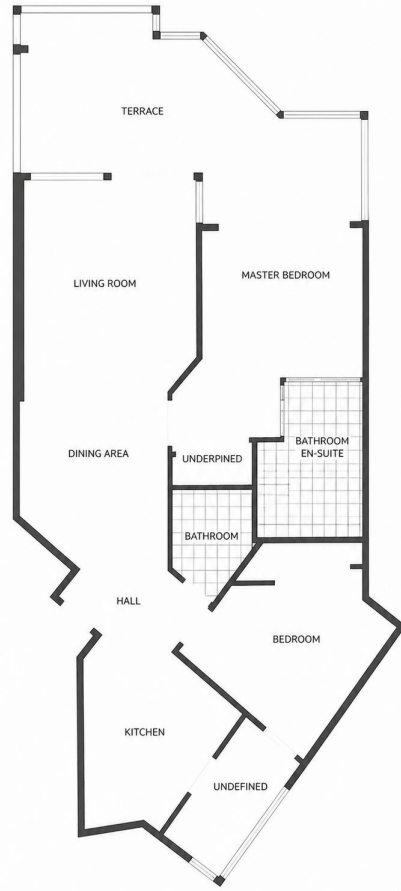 TERRACE
LIVING ROOM
MASTER BEDROOM
DINING AREA
UNDERPINED
BATHROOM
EN-SUITE
BATHROOM
HALL
BEDROOM
KITCHEN
UNDEFINED